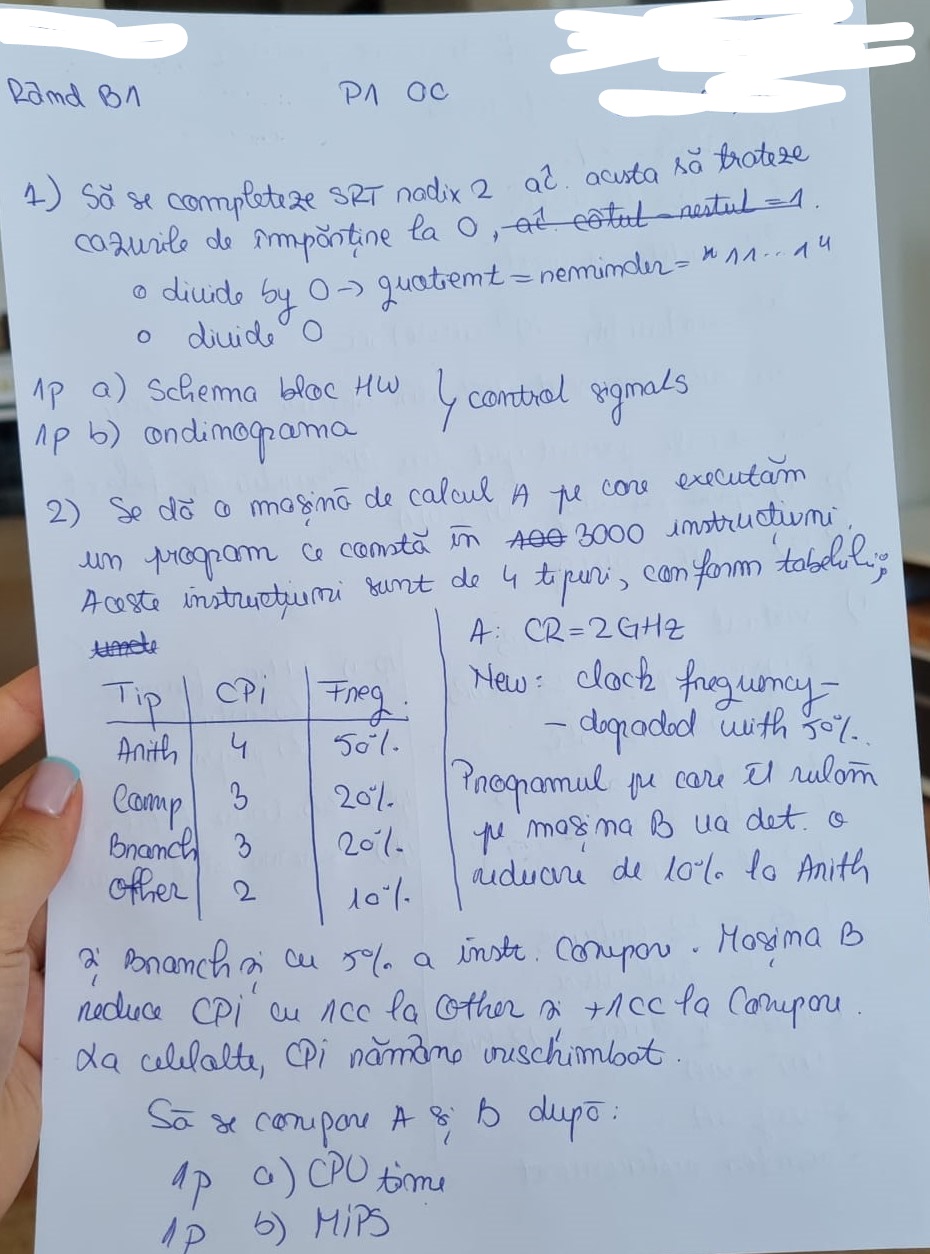 Rând B1 P1 OC
1) Să se completeze SRT radix 2 aî. acesta să trateze
cazurile de împărțire la 0, aî. câtul = restul = 1.
o divide by 0 -> quotient = reminder = "11...1"
o divide 0
1p a) Schema bloc HW } control signals
1p b) ondinograma
2) Se dă o mașină de calcul A pe care executăm
un program ce constă în 100 3000 instrucțiuni.
Aceste instrucțiuni sunt de 4 tipuri, conform tabelului:
unele
Tip CPi Freq.
Arith 4 50%.
Comp 3 20%.
Branch 3 20%.
Other 2 10%.
A: CR=2GHZ
New: clock frequency-
- degraded with 50%.
Programul pe care îl rulăm
pe mașina B va det. o
reducere de 10% la Arith
și Branch și cu 5% a instr. Compare. Mașina B
reduce CPi cu 1CC la Other și +1CC la Compare.
La celelalte, CPi rămâne neschimbat.
Să se compare A și B după:
1p a) CPU time
1p b) MiPS